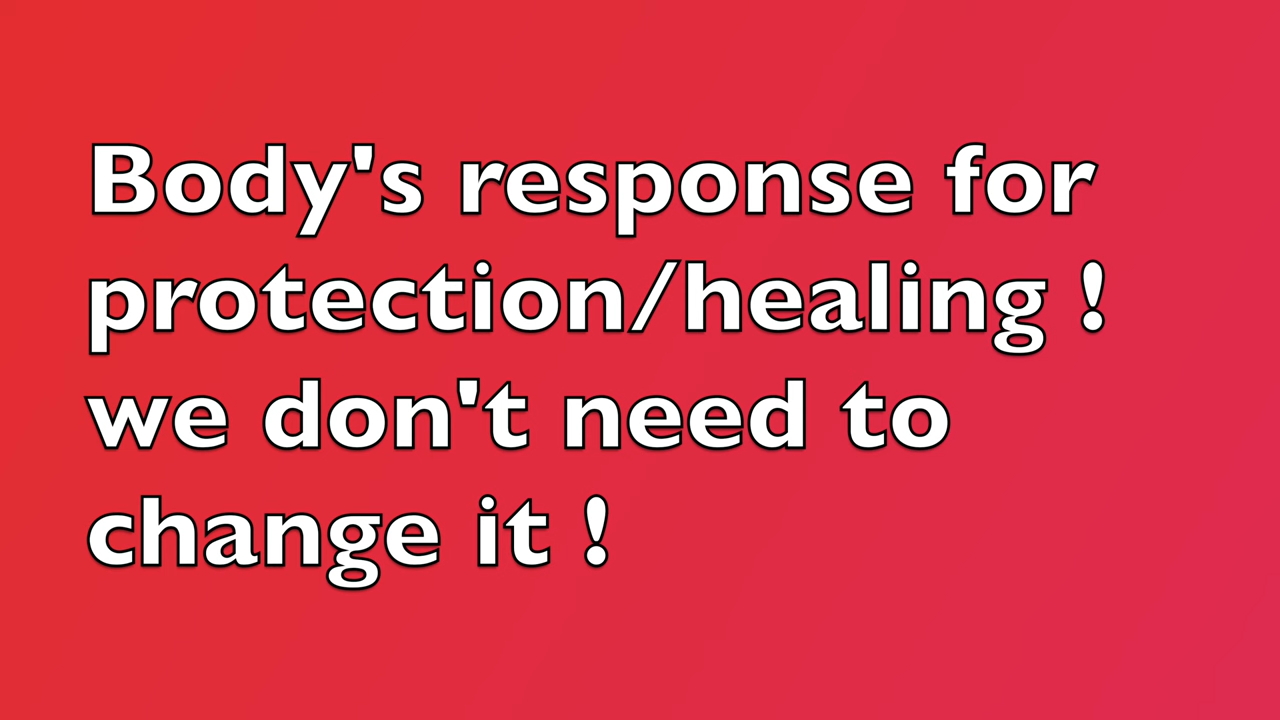 Body's response for
protection/healing !
we don't need to
change it !